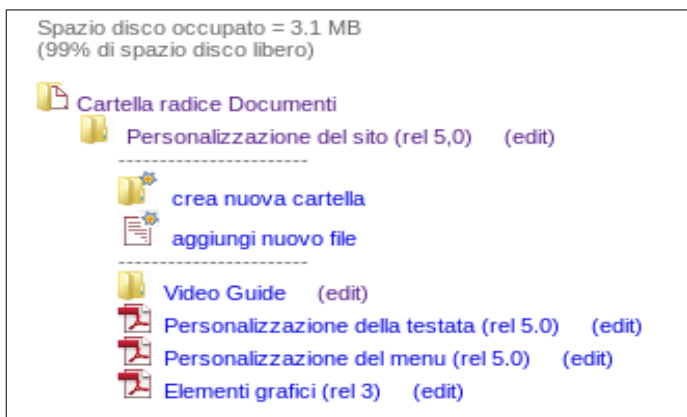 Spazio disco occupato = 3.1 MB
(99% di spazio disco libero)
Cartella radice Documenti
Personalizzazione del sito (rel 5,0) (edit)
-----------------------
crea nuova cartella
aggiungi nuovo file
-----------------------
Video Guide (edit)
Personalizzazione della testata (rel 5.0) (edit)
Personalizzazione del menu (rel 5.0) (edit)
Elementi grafici (rel 3) (edit)